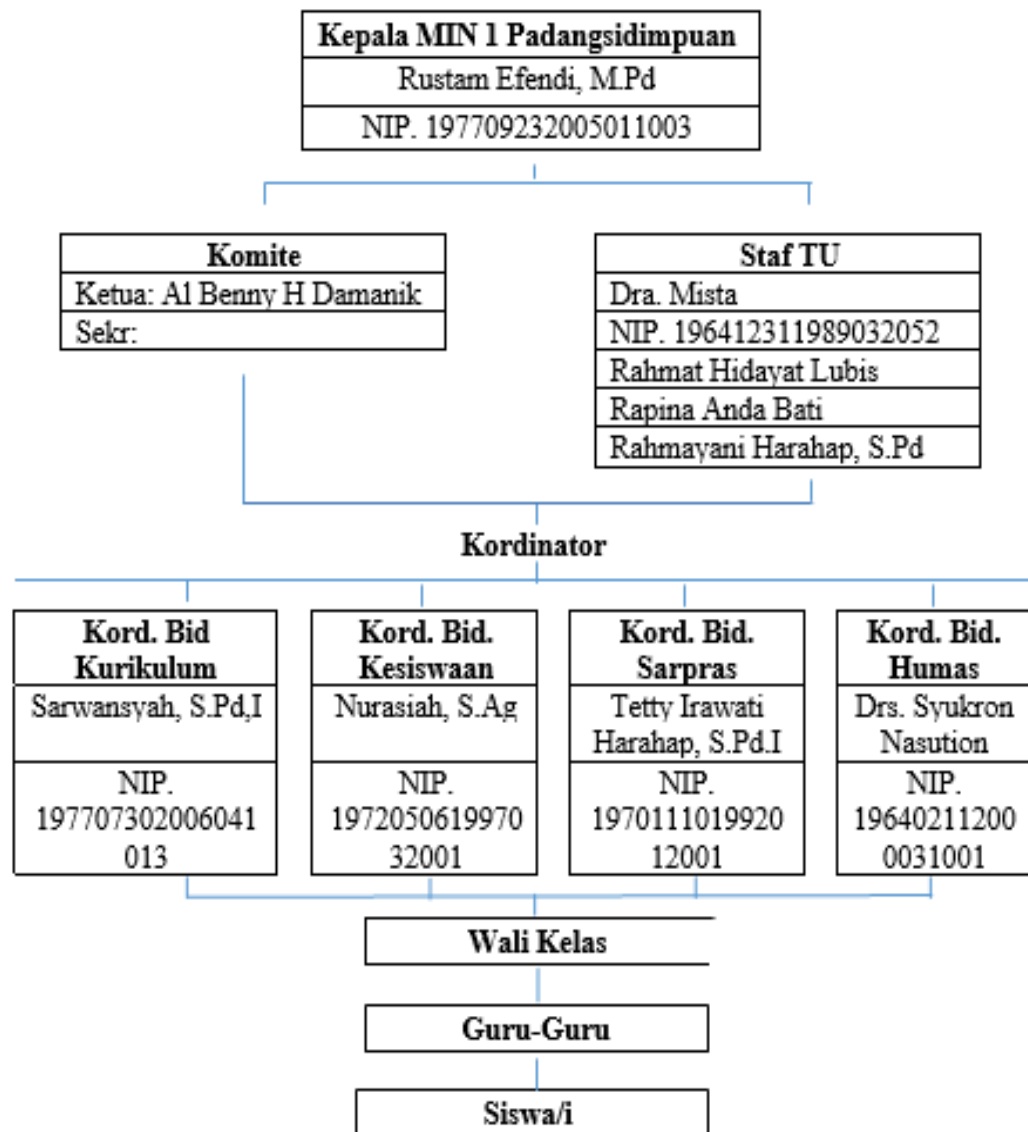 Kepala MIN 1 Padangsidimpuan
Rustam Efendi, M.Pd
NIP. 197709232005011003
Komite
Ketua: Al Benny H Damanik
Sekr:
Staf TU
Dra. Mista
NIP. 196412311989032052
Rahmat Hidayat Lubis
Rapina Anda Bati
Rahmayani Harahap, S.Pd
Kordinator
Kord. Bid
Kurikulum
Sarwansyah, S.Pd,I
NIP.
197707302006041
013
Kord. Bid.
Kesiswaan
Nurasiah, S.Ag
NIP.
1972050619970
32001
Kord. Bid.
Sarpras
Tetty Irawati
Harahap, S.Pd.I
NIP.
1970111019920
12001
Kord. Bid.
Humas
Drs. Syukron
Nasution
NIP.
19640211200
0031001
Wali Kelas
Guru-Guru
Siswa/i